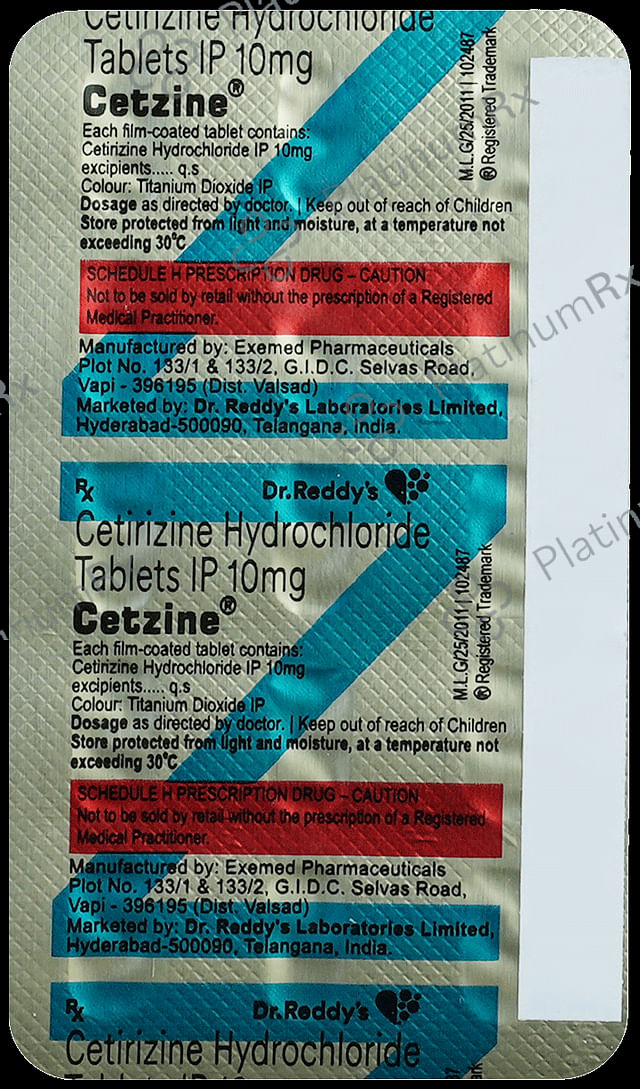 Cetirizine Hydrochloride
Tablets IP 10mg
Cetzine®
Each film-coated tablet contains:
Cetirizine Hydrochloride IP 10mg
excipients..... q.s
Colour: Titanium Dioxide IP
Dosage as directed by doctor. | Keep out of reach of Children
Store protected from light and moisture, at a temperature not
exceeding 30°C
M.L.G/25/2011 | 102487
® Registered Trademark
SCHEDULE H PRESCRIPTION DRUG – CAUTION
Not to be sold by retail without the prescription of a Registered
Medical Practitioner.
Manufactured by: Exemed Pharmaceuticals
Plot No. 133/1 & 133/2, G.I.D.C. Selvas Road,
Vapi - 396195 (Dist. Valsad)
Marketed by: Dr. Reddy's Laboratories Limited,
Hyderabad-500090, Telangana, India.
Rx
Dr.Reddy's
Cetirizine Hydrochloride
Tablets IP 10mg
Cetzine®
Each film-coated tablet contains:
Cetirizine Hydrochloride IP 10mg
excipients..... q.s
Colour: Titanium Dioxide IP
Dosage as directed by doctor. | Keep out of reach of Children
Store protected from light and moisture, at a temperature not
exceeding 30°C
M.L.G/25/2011 | 102487
® Registered Trademark
SCHEDULE H PRESCRIPTION DRUG – CAUTION
Not to be sold by retail without the prescription of a Registered
Medical Practitioner.
Manufactured by: Exemed Pharmaceuticals
Plot No. 133/1 & 133/2, G.I.D.C. Selvas Road,
Vapi - 396195 (Dist. Valsad)
Marketed by: Dr. Reddy's Laboratories Limited,
Hyderabad-500090, Telangana, India.
Rx
Dr.Reddy's
Cetirizine Hydrochloride
PlatinumRx
PlatinumRx